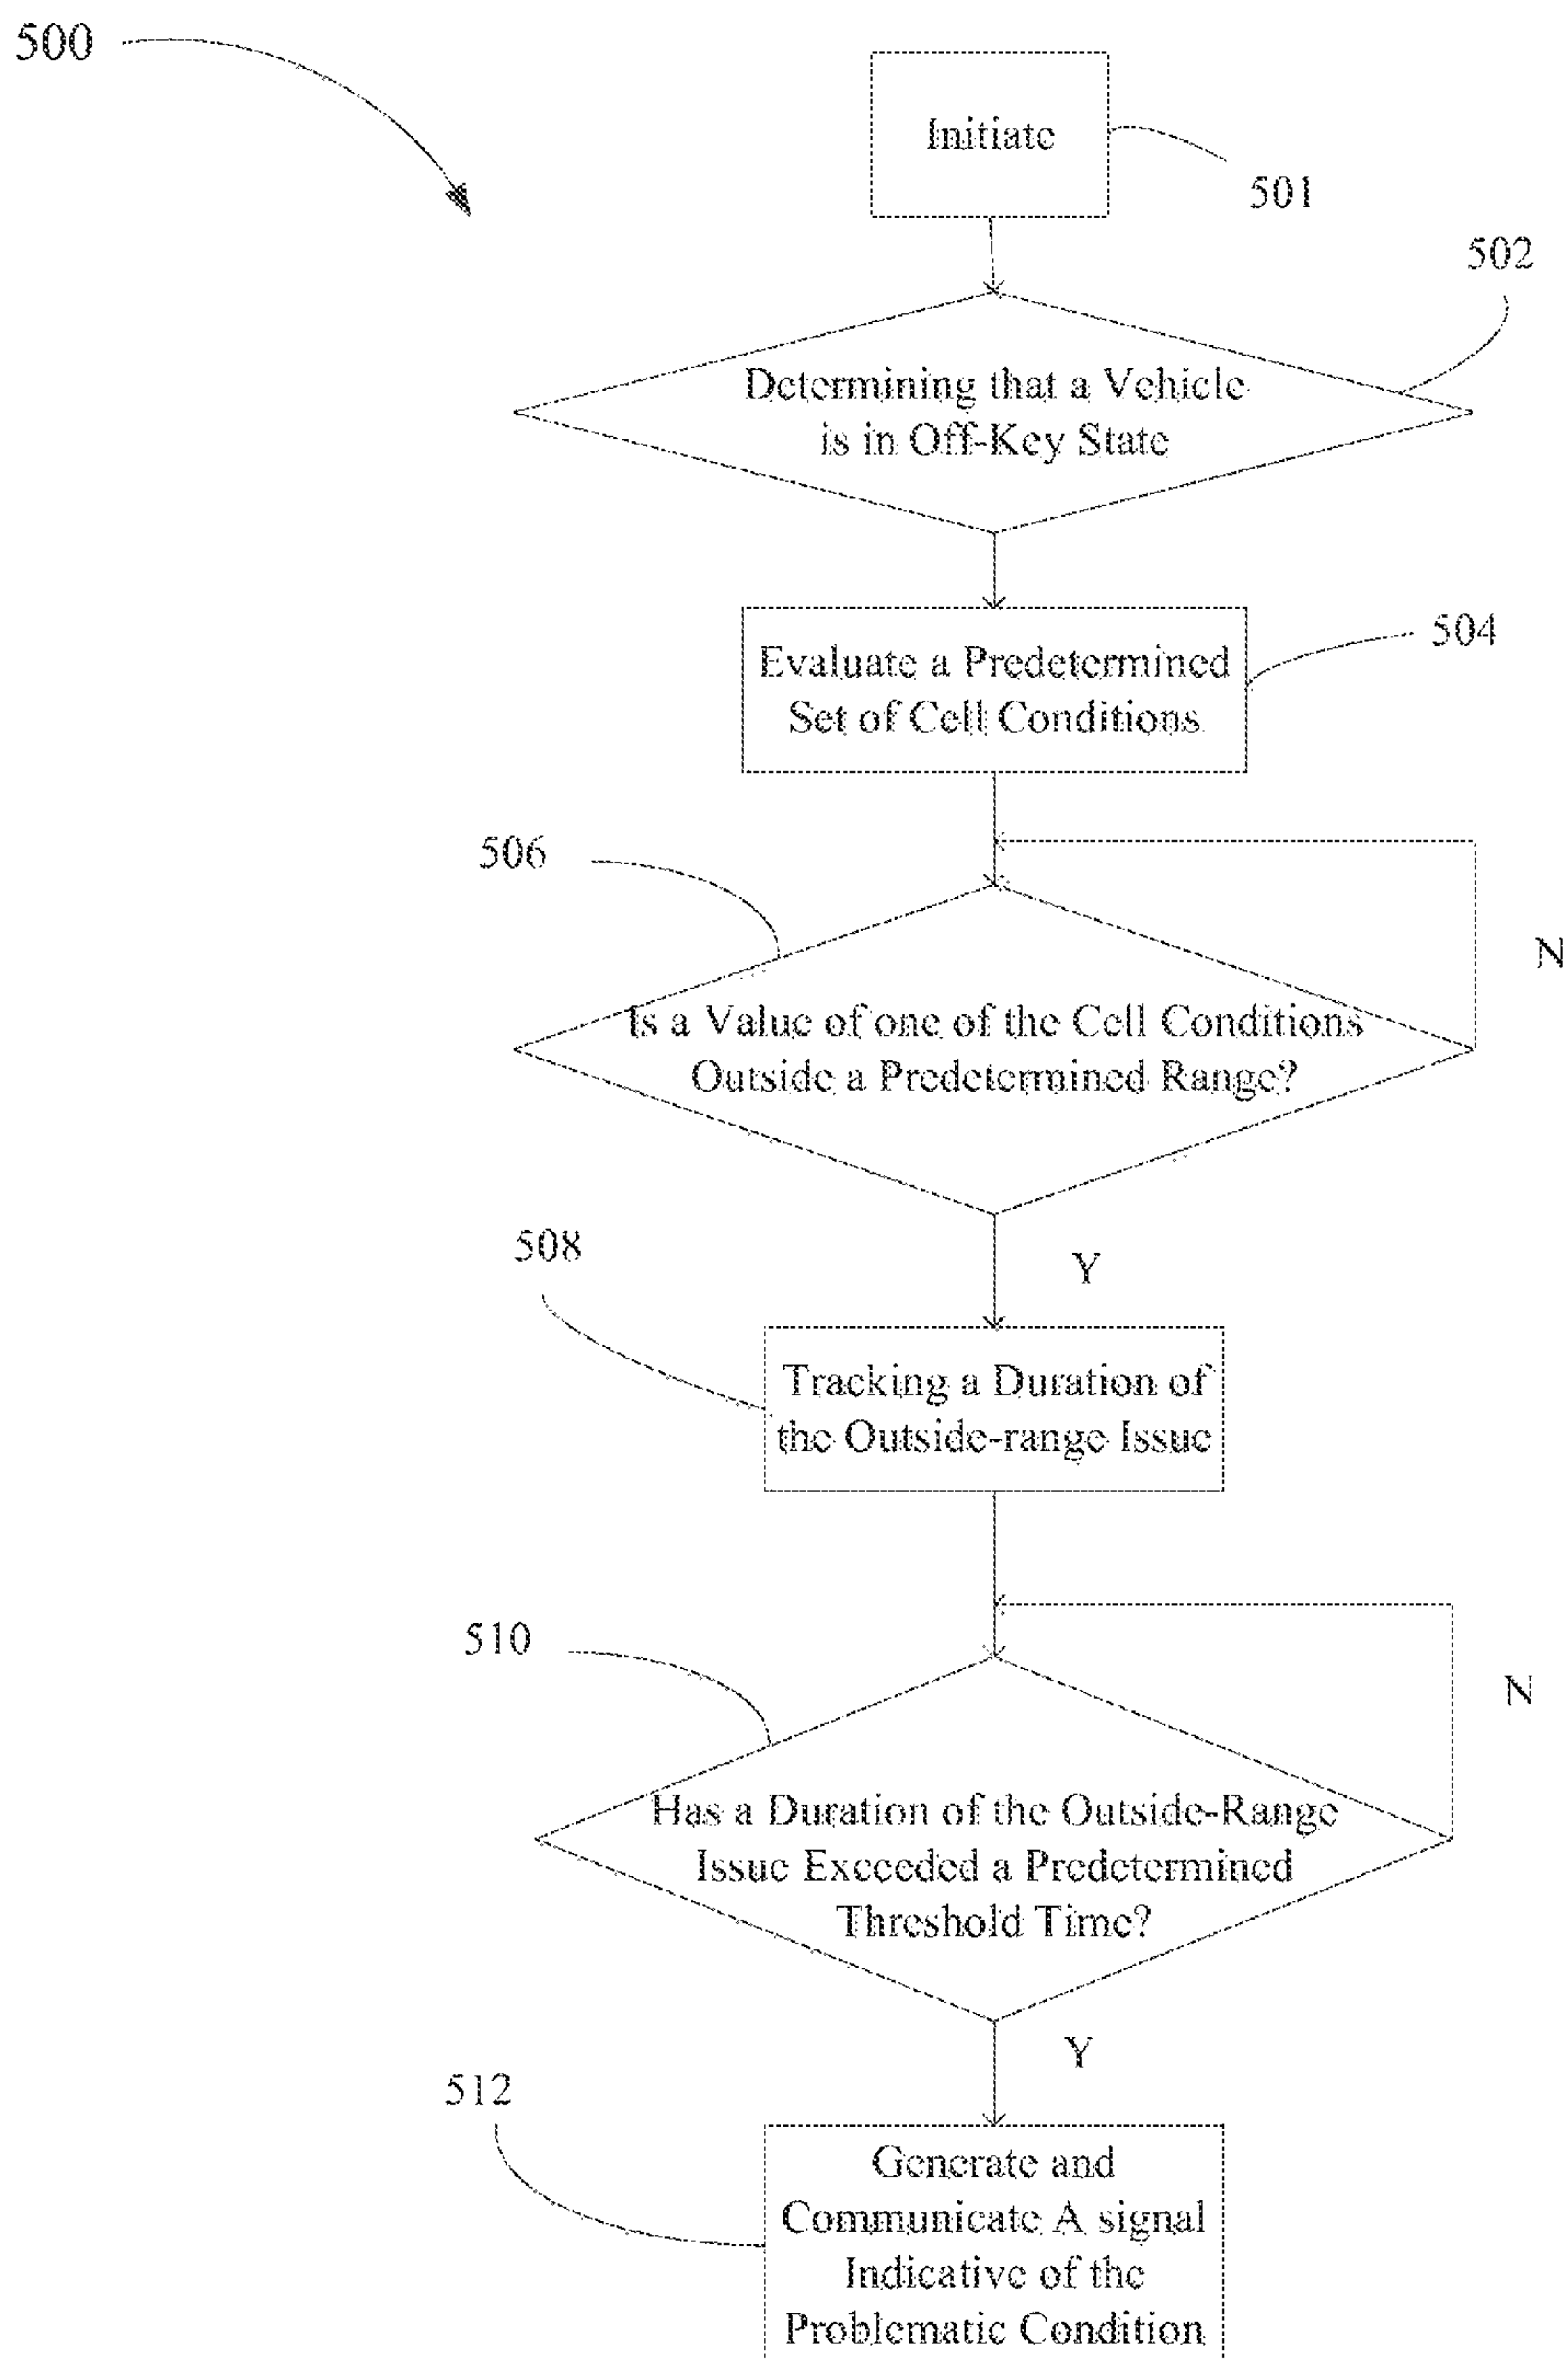 500
Initiate
501
502
Determining that a Vehicle
is in Off-Key State
504
Evaluate a Predetermined
Set of Cell Conditions
506
N
Is a Value of one of the Cell Conditions
Outside a Predetermined Range?
508
Y
Tracking a Duration of
the Outside-range Issue
510
N
Has a Duration of the Outside-Range
Issue Exceeded a Predetermined
Threshold Time?
Y
512
Generate and
Communicate A signal
Indicative of the
Problematic Condition